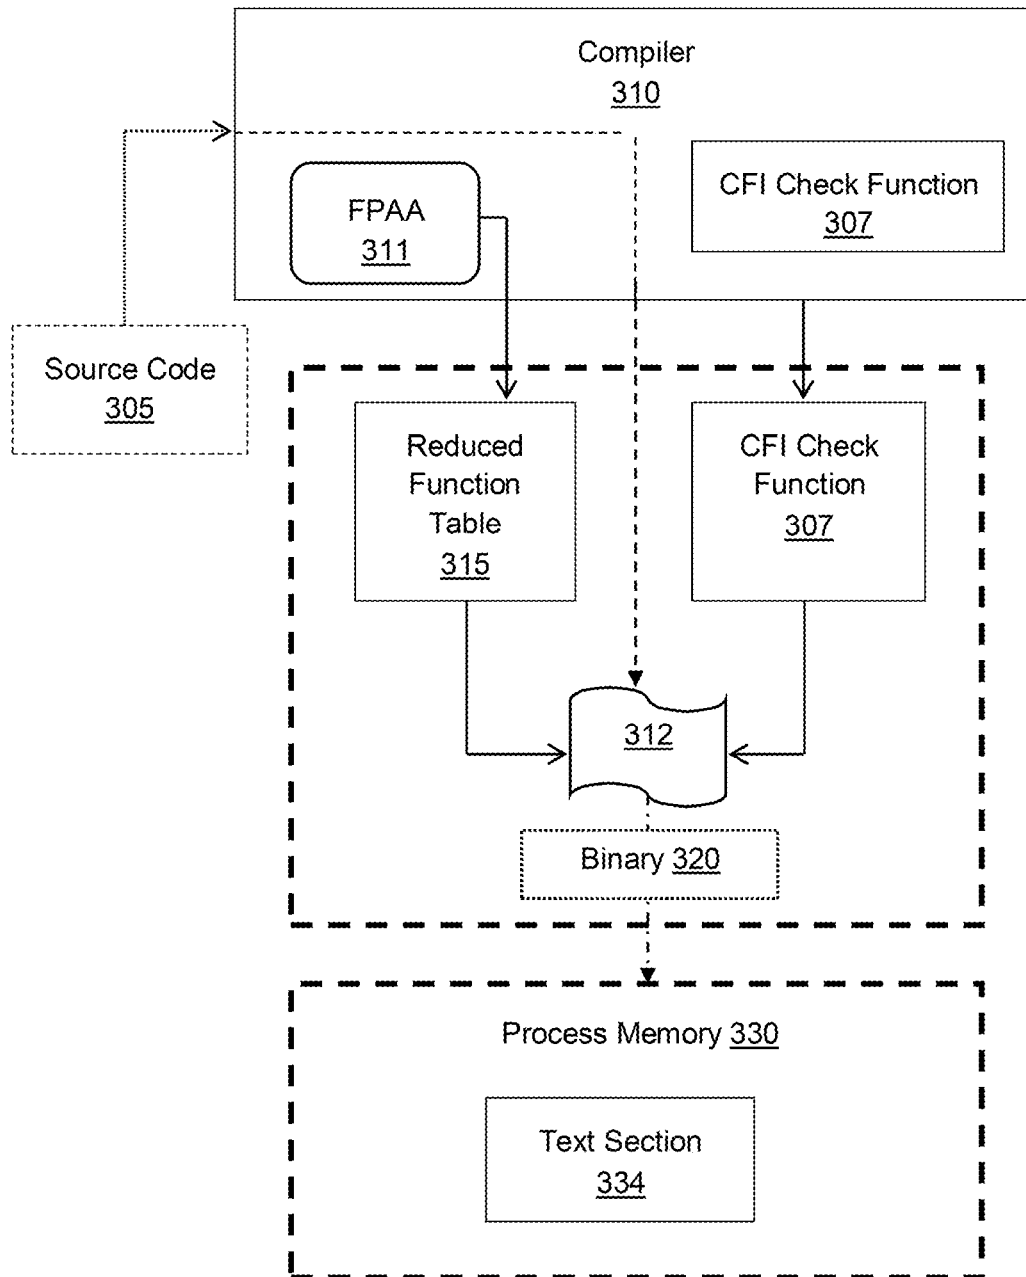 Compiler
310
FPAA
311
CFI Check Function
307
Source Code
305
Reduced
Function
Table
315
CFI Check
Function
307
312
Binary 320
Process Memory 330
Text Section
334